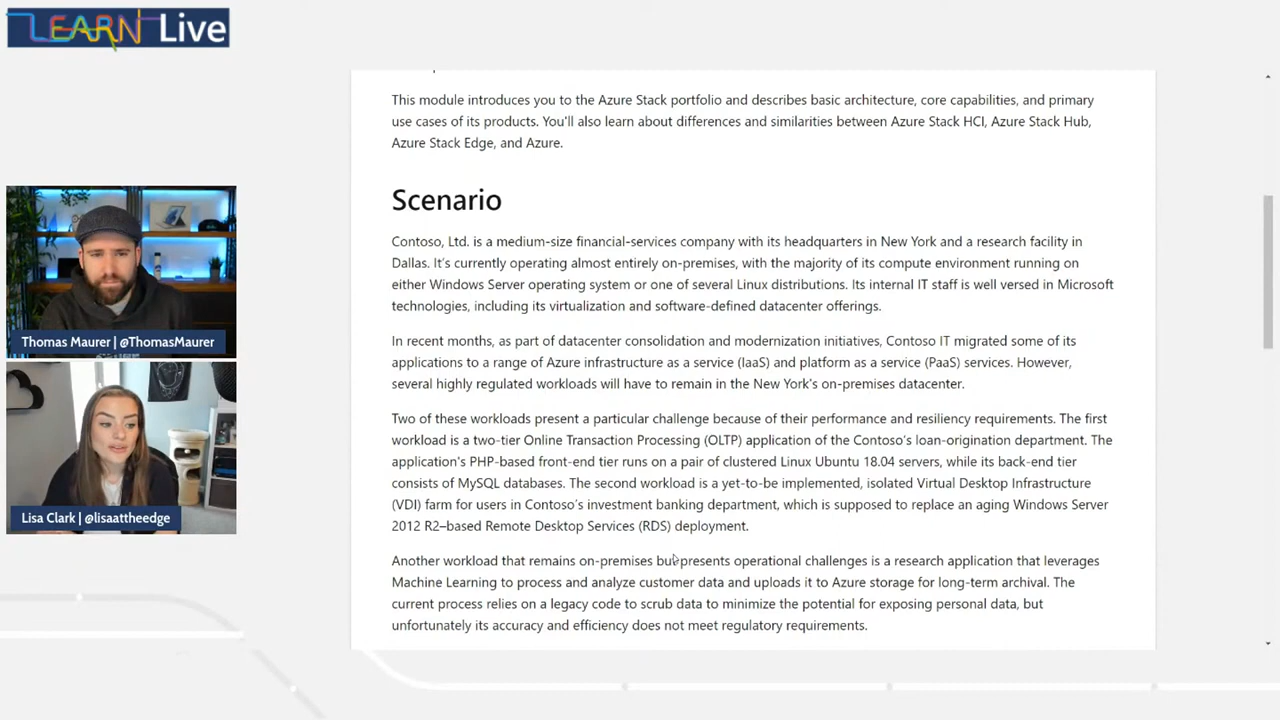 LEARN Live
This module introduces you to the Azure Stack portfolio and describes basic architecture, core capabilities, and primary
use cases of its products. You'll also learn about differences and similarities between Azure Stack HCI, Azure Stack Hub,
Azure Stack Edge, and Azure.
Scenario
Contoso, Ltd. is a medium-size financial-services company with its headquarters in New York and a research facility in
Dallas. It's currently operating almost entirely on-premises, with the majority of its compute environment running on
either Windows Server operating system or one of several Linux distributions. Its internal IT staff is well versed in Microsoft
technologies, including its virtualization and software-defined datacenter offerings.
In recent months, as part of datacenter consolidation and modernization initiatives, Contoso IT migrated some of its
applications to a range of Azure infrastructure as a service (IaaS) and platform as a service (PaaS) services. However,
several highly regulated workloads will have to remain in the New York's on-premises datacenter.
Two of these workloads present a particular challenge because of their performance and resiliency requirements. The first
workload is a two-tier Online Transaction Processing (OLTP) application of the Contoso's loan-origination department. The
application's PHP-based front-end tier runs on a pair of clustered Linux Ubuntu 18.04 servers, while its back-end tier
consists of MySQL databases. The second workload is a yet-to-be implemented, isolated Virtual Desktop Infrastructure
(VDI) farm for users in Contoso's investment banking department, which is supposed to replace an aging Windows Server
2012 R2–based Remote Desktop Services (RDS) deployment.
Another workload that remains on-premises but presents operational challenges is a research application that leverages
Machine Learning to process and analyze customer data and uploads it to Azure storage for long-term archival. The
current process relies on a legacy code to scrub data to minimize the potential for exposing personal data, but
unfortunately its accuracy and efficiency does not meet regulatory requirements.
Thomas Maurer | @ThomasMaurer
Lisa Clark | @lisaattheedge